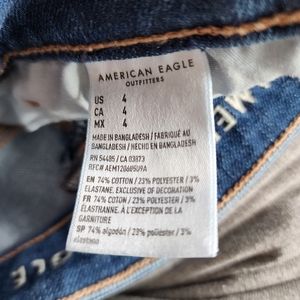 AMERICAN EAGLE
OUTFITTERS
US 4
CA 4
MX 4
MADE IN BANGLADESH / FABRIQUÉ AU
BANGLADESH / HECHO EN BANGLADESH
RN 54485 / CA 03873
EN 74% COTTON / 23% POLYESTER / 3%
ELASTANE. EXCLUSIVE OF DECORATION
FR 74% COTON / 23% POLYESTER / 3%
ÉLASTHANNE. À L'EXCEPTION DE LA
GARNITURE
SP 74% algodón / 23% poliéster / 3%
elastano